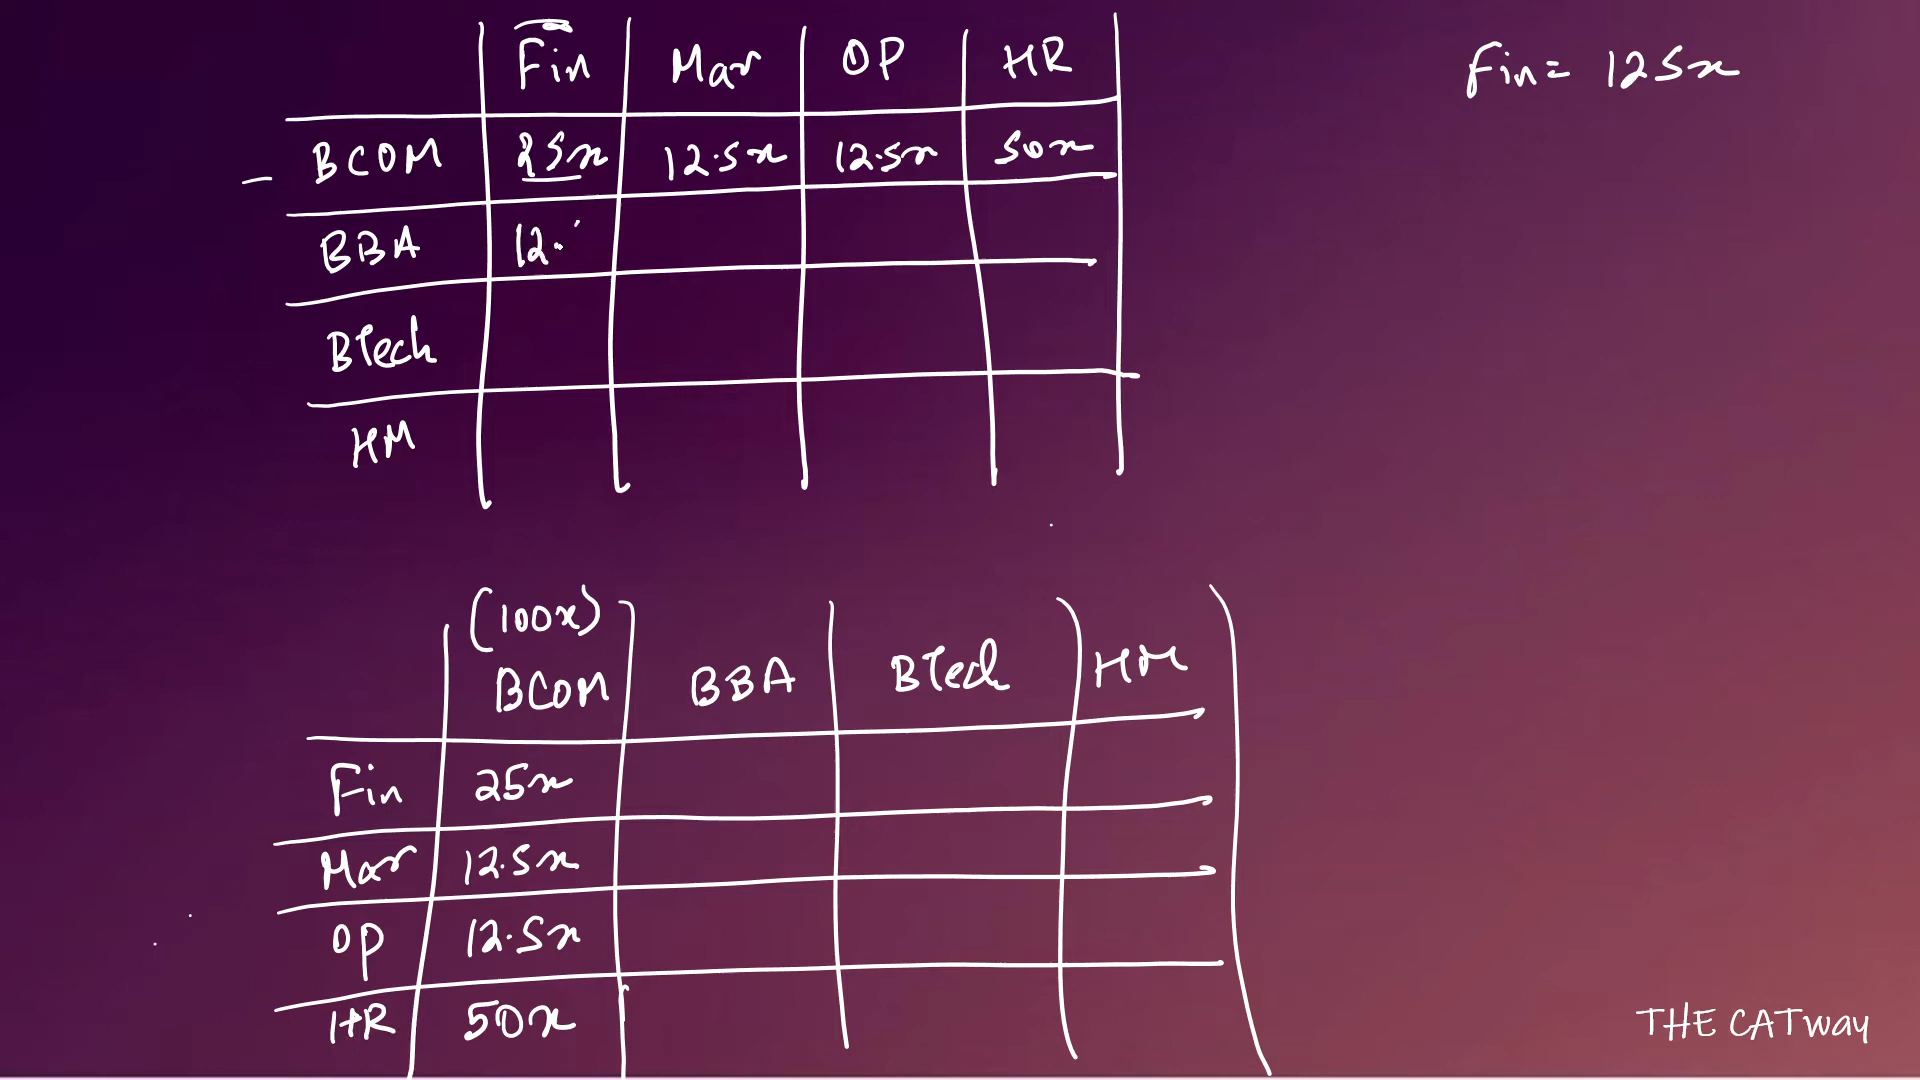 Fin Mar OP HR
Fin = 125x
BCOM 25x 12.5x 12.5x 50x
BBA 12.
BTech
HM
(100x)
BCOM BBA BTech HM
Fin 25x
Mar 12.5x
OP 12.5x
HR 50x
THE CATway